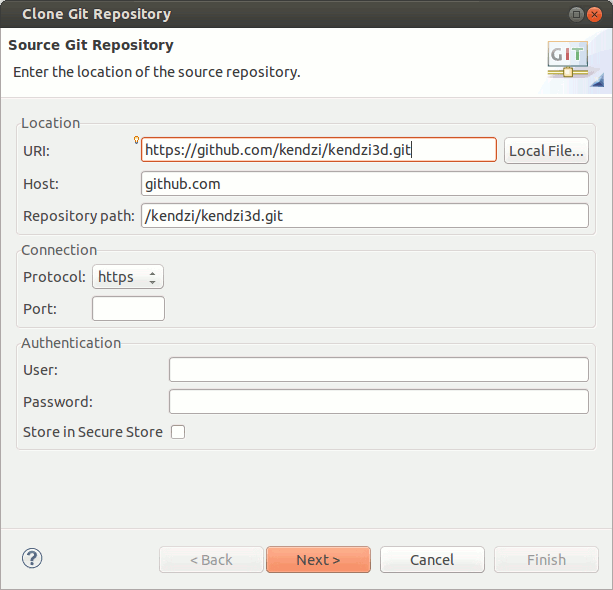 Clone Git Repository
Source Git Repository
Enter the location of the source repository.
GIT
Location
URI: https://github.com/kendzi/kendzi3d.git Local File...
Host: github.com
Repository path: /kendzi/kendzi3d.git
Connection
Protocol: https
Port:
Authentication
User:
Password:
Store in Secure Store
? < Back Next > Cancel Finish